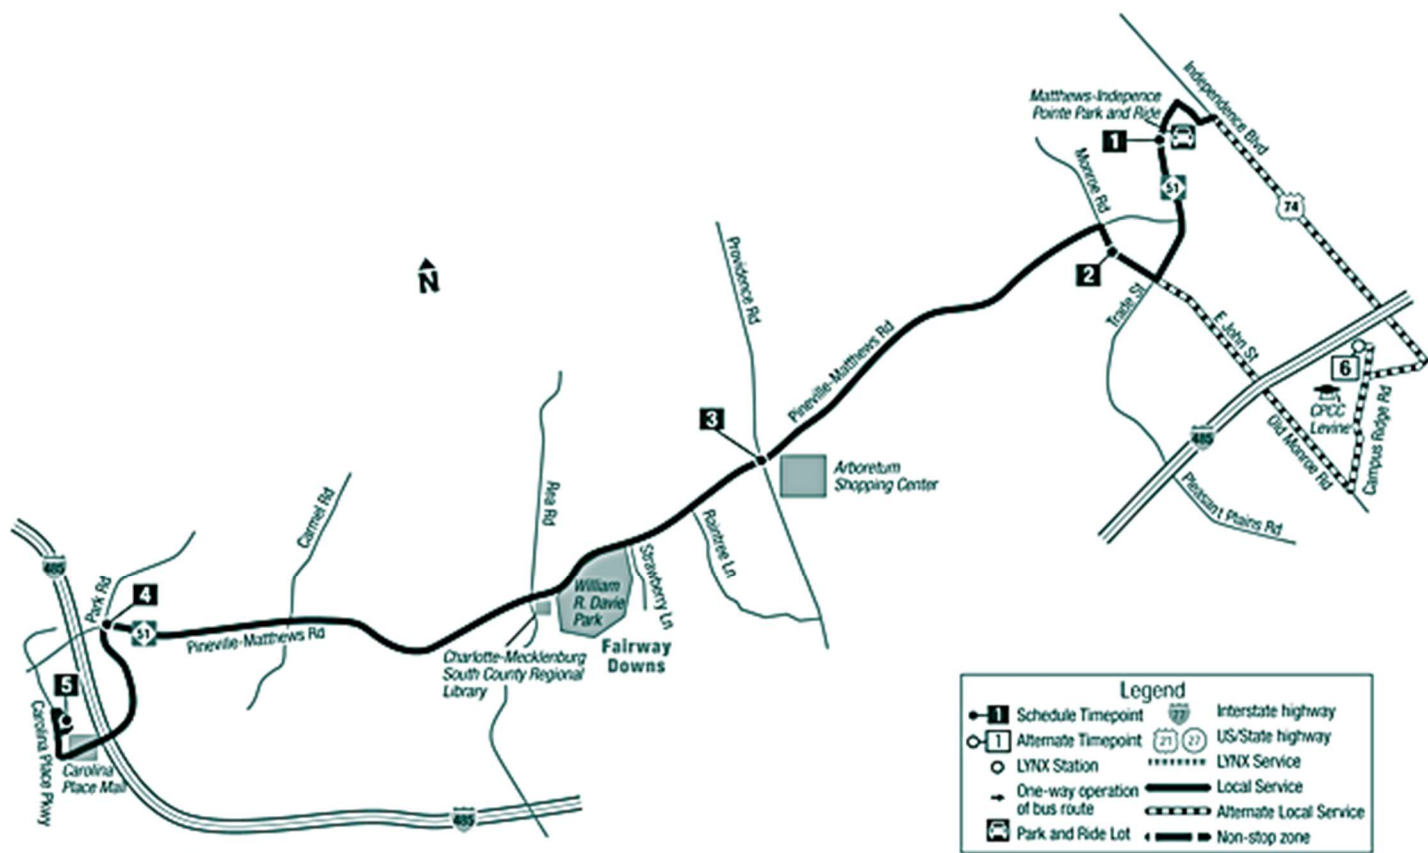 Independence Blvd
Matthews-Indepence
Pointe Park and Ride
1
Monroe Rd
51
74
2
Trade St
E John St
Providence Rd
Pineville-Matthews Rd
6
CPCC
Levine
Campus Ridge Rd
Old Monroe Rd
485
Pleasant Plains Rd
N
3
Arboretum
Shopping Center
Raintree Ln
Rea Rd
Carmel Rd
Strawberry Ln
William
R. Davie
Park
Fairway
Downs
Charlotte-Mecklenburg
South County Regional
Library
485
Park Rd
4
51
Pineville-Matthews Rd
5
Carolina Place Pkwy
Carolina
Place Mall
485
Legend
1 Schedule Timepoint
1 Alternate Timepoint
LYNX Station
One-way operation
of bus route
Park and Ride Lot
77 Interstate highway
21 27 US/State highway
LYNX Service
Local Service
Alternate Local Service
Non-stop zone